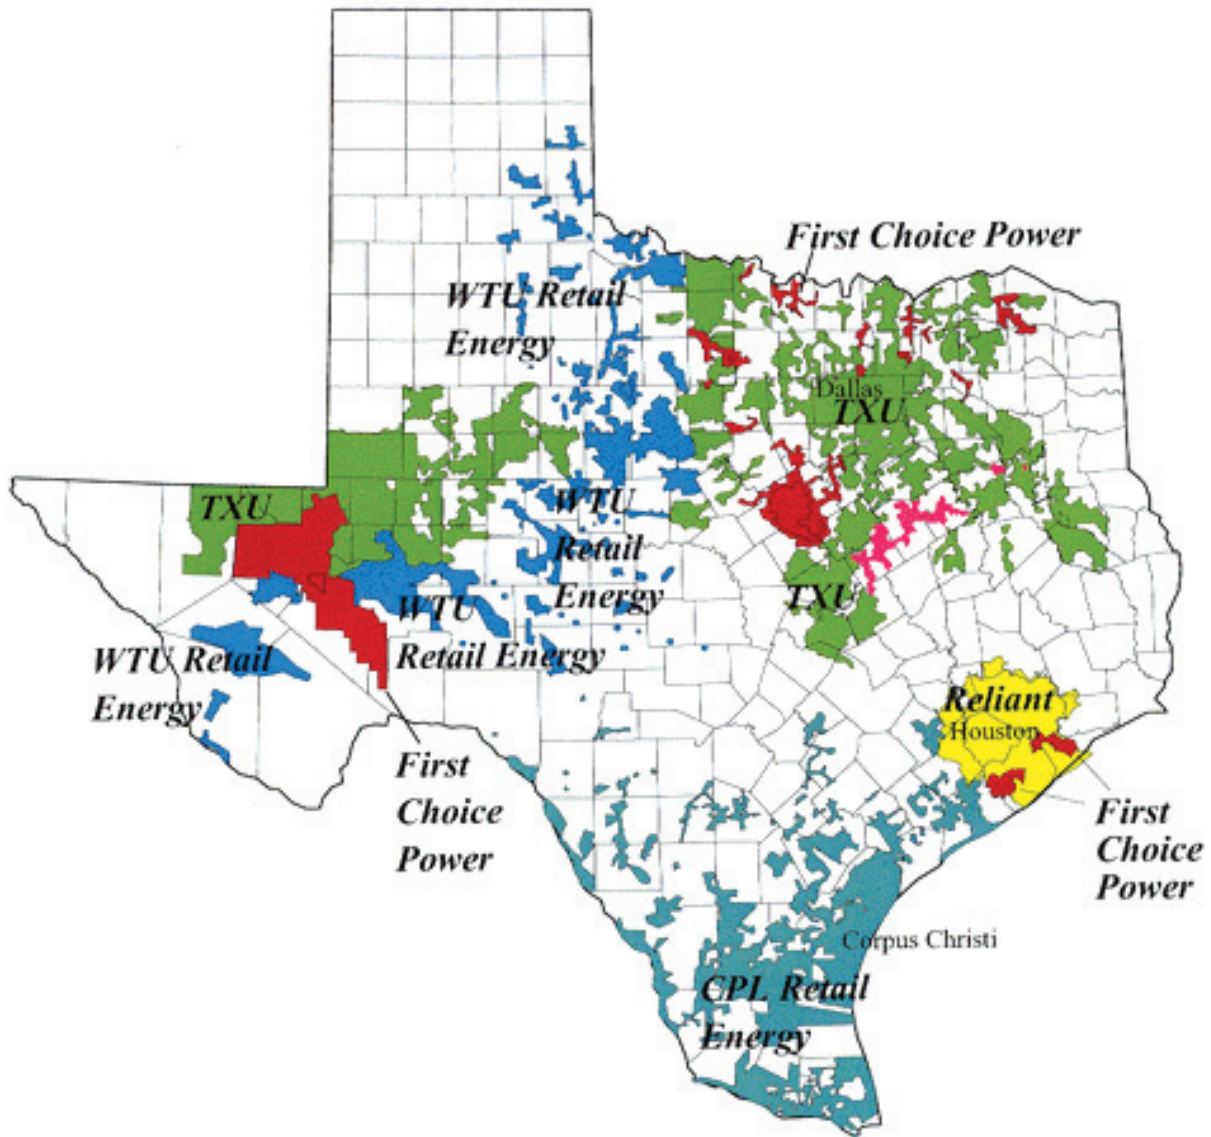 First Choice Power
WTU Retail
Energy
Dallas
TXU
TXU
WTU
Retail
Energy
TXU
WTU
Retail Energy
WTU Retail
Energy
Reliant
Houston
First
Choice
Power
First
Choice
Power
Corpus Christi
CPL Retail
Energy